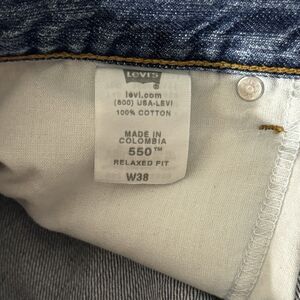 LEVI'S
levi.com
(800) USA-LEVI
100% COTTON
MADE IN
COLOMBIA
550™
RELAXED FIT
W38